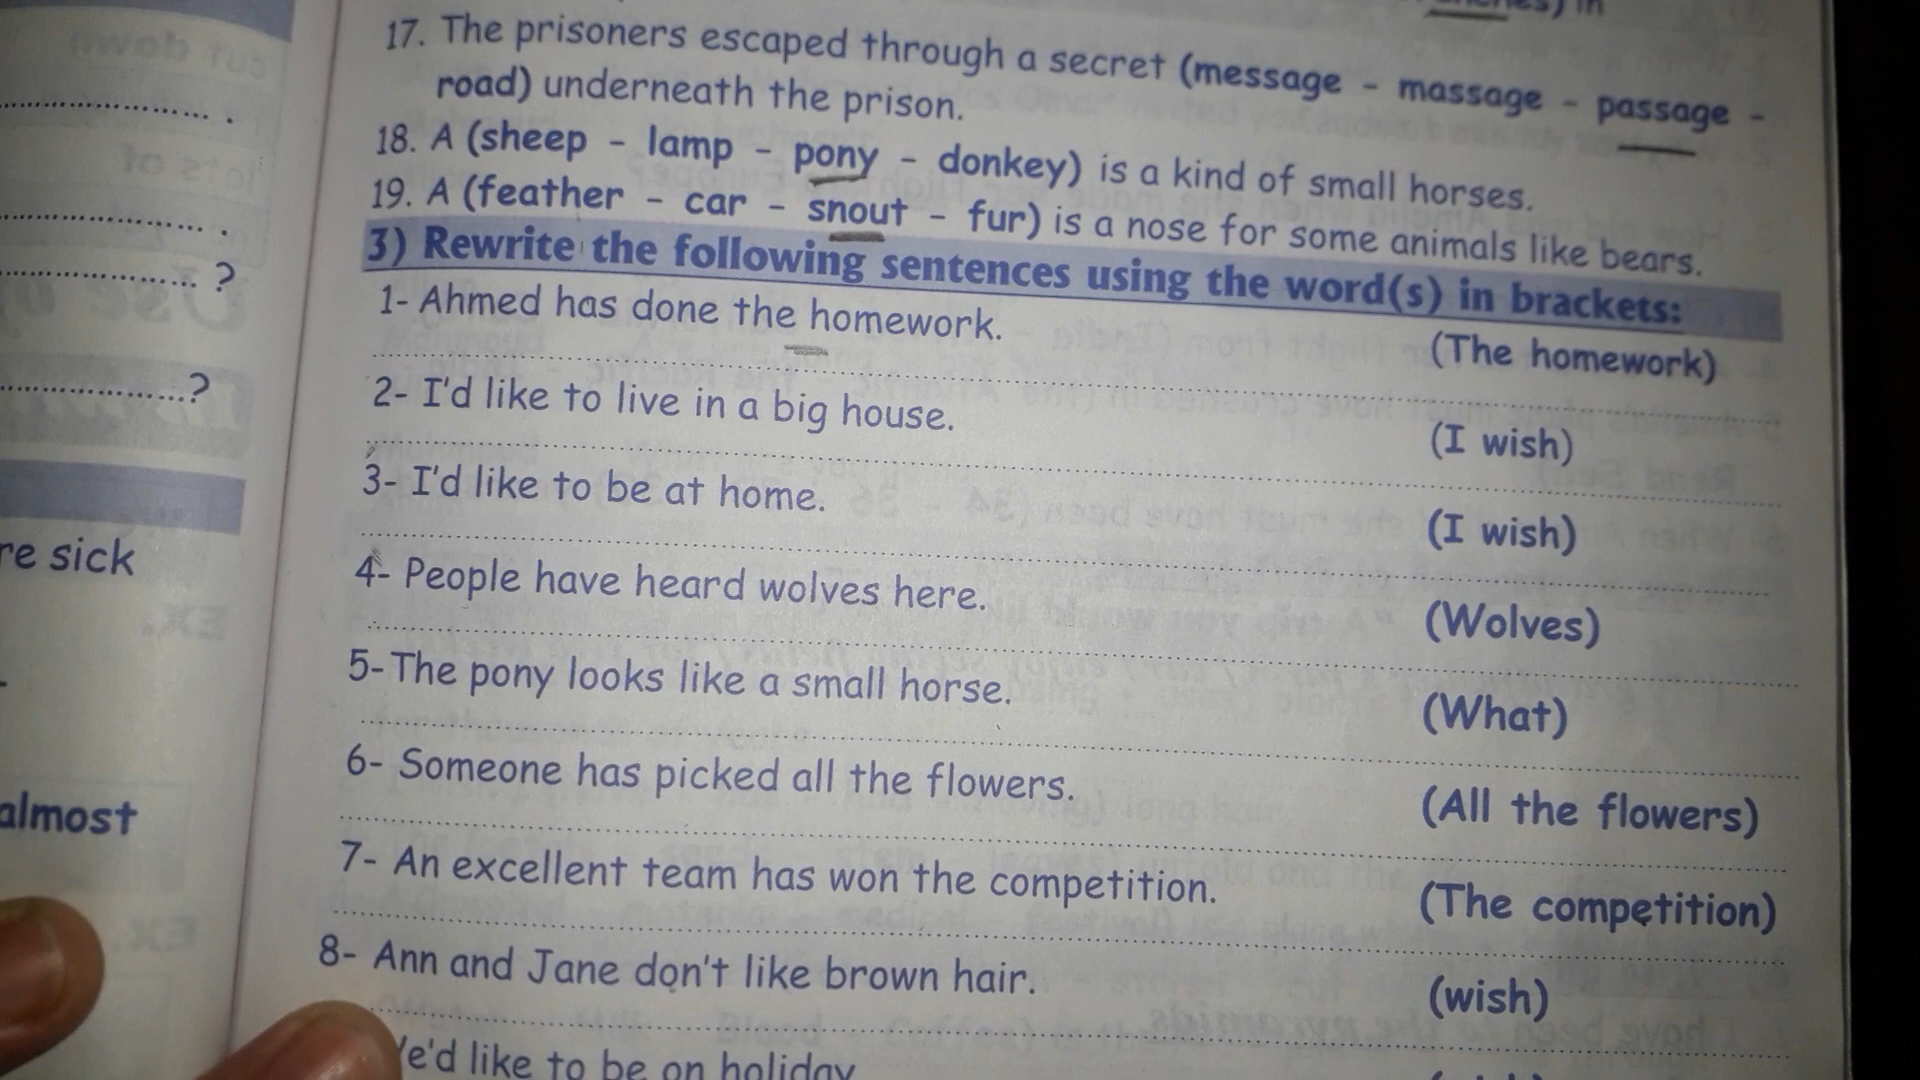 17. The prisoners escaped through a secret (message - massage - passage -
road) underneath the prison.
18. A (sheep - lamp - pony - donkey) is a kind of small horses.
19. A (feather - car - snout - fur) is a nose for some animals like bears.
3) Rewrite the following sentences using the word(s) in brackets:
1- Ahmed has done the homework. (The homework)
2- I'd like to live in a big house. (I wish)
3- I'd like to be at home. (I wish)
4- People have heard wolves here. (Wolves)
5- The pony looks like a small horse. (What)
6- Someone has picked all the flowers. (All the flowers)
7- An excellent team has won the competition. (The competition)
8- Ann and Jane don't like brown hair. (wish)
like to be on holiday
?
?
sick
almost